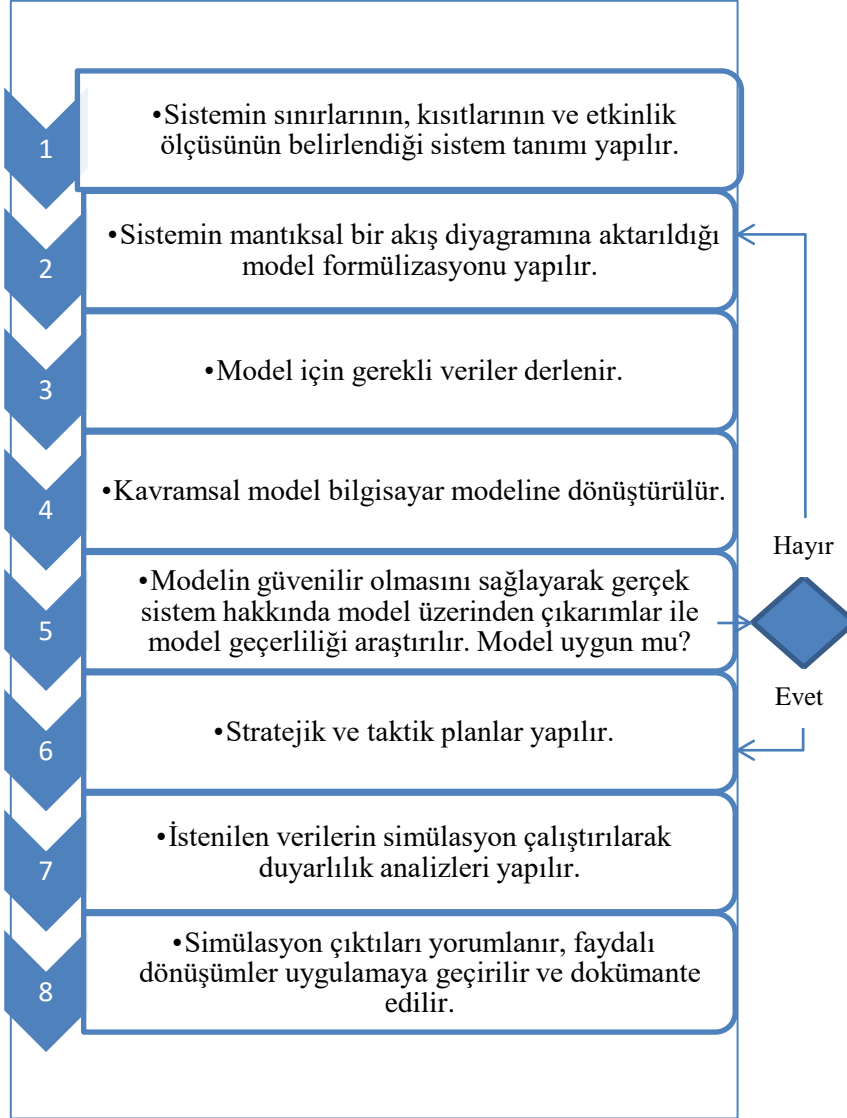 1
•Sistemin sınırlarının, kısıtlarının ve etkinlik
ölçüsünün belirlendiği sistem tanımı yapılır.
2
•Sistemin mantıksal bir akış diyagramına aktarıldığı
model formülizasyonu yapılır.
3
•Model için gerekli veriler derlenir.
4
•Kavramsal model bilgisayar modeline dönüştürülür.
Hayır
5
•Modelin güvenilir olmasını sağlayarak gerçek
sistem hakkında model üzerinden çıkarımlar ile
model geçerliliği araştırılır. Model uygun mu?
Evet
6
•Stratejik ve taktik planlar yapılır.
7
•İstenilen verilerin simülasyon çalıştırılarak
duyarlılık analizleri yapılır.
8
•Simülasyon çıktıları yorumlanır, faydalı
dönüşümler uygulamaya geçirilir ve dokümante
edilir.